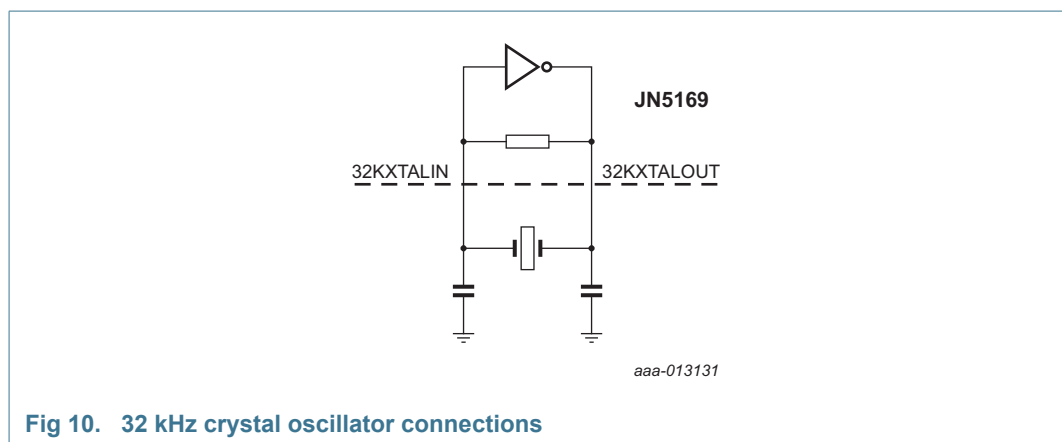 JN5169
32KXTALIN 32KXTALOUT
aaa-013131
Fig 10. 32 kHz crystal oscillator connections